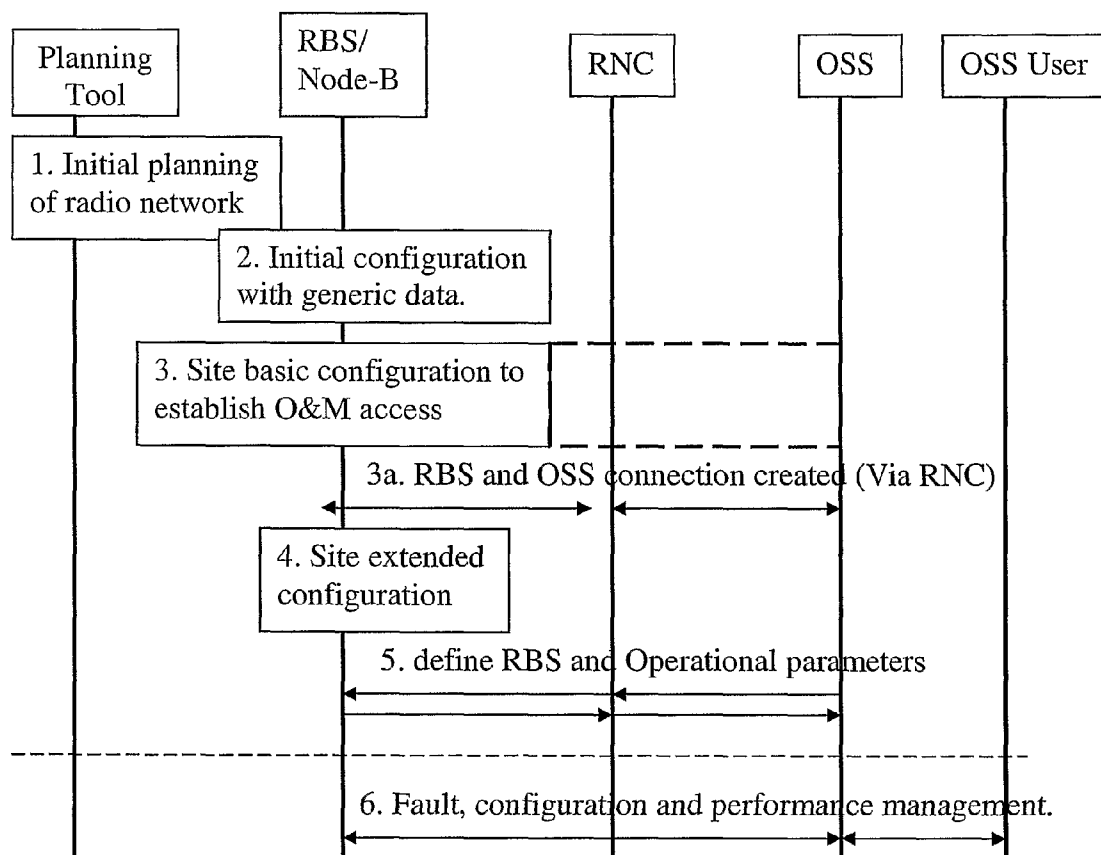 Planning
Tool
RBS/
Node-B
RNC
OSS
OSS User
1. Initial planning
of radio network
2. Initial configuration
with generic data.
3. Site basic configuration to
establish O&M access
3a. RBS and OSS connection created (Via RNC)
4. Site extended
configuration
5. define RBS and Operational parameters
6. Fault, configuration and performance management.